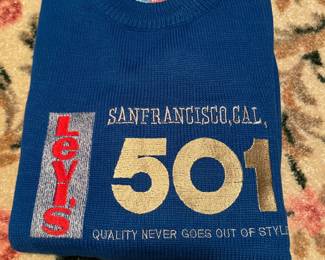 SANFRANCISCO,CAL,
Levi.S
501
QUALITY NEVER GOES OUT OF STYLE